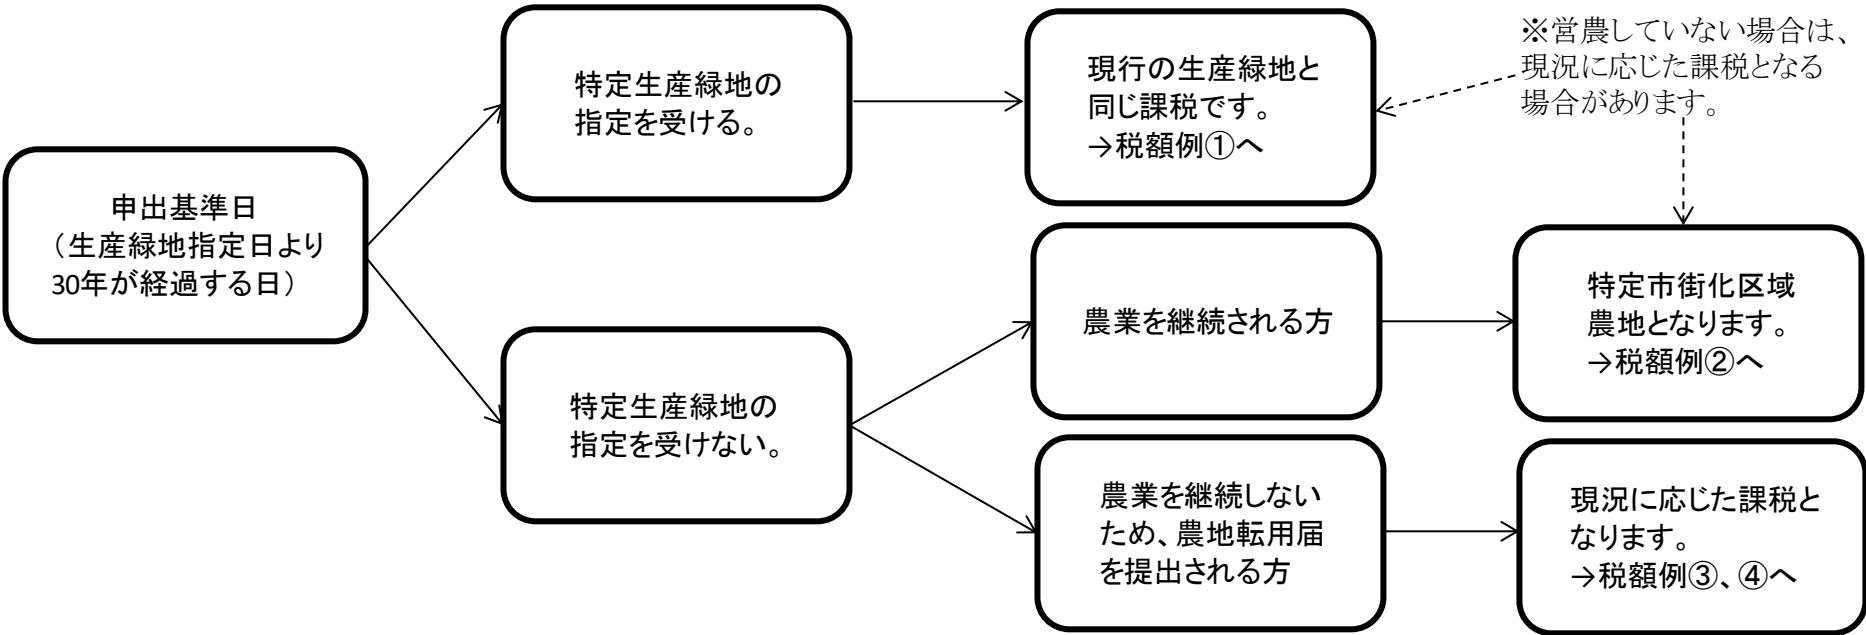 申出基準日
（生産緑地指定日より
30年が経過する日）
特定生産緑地の
指定を受ける。
現行の生産緑地と
同じ課税です。
→税額例①へ
※営農していない場合は、
現況に応じた課税となる
場合があります。
特定生産緑地の
指定を受けない。
農業を継続される方
特定市街化区域
農地となります。
→税額例②へ
農業を継続しない
ため、農地転用届
を提出される方
現況に応じた課税と
なります。
→税額例③、④へ